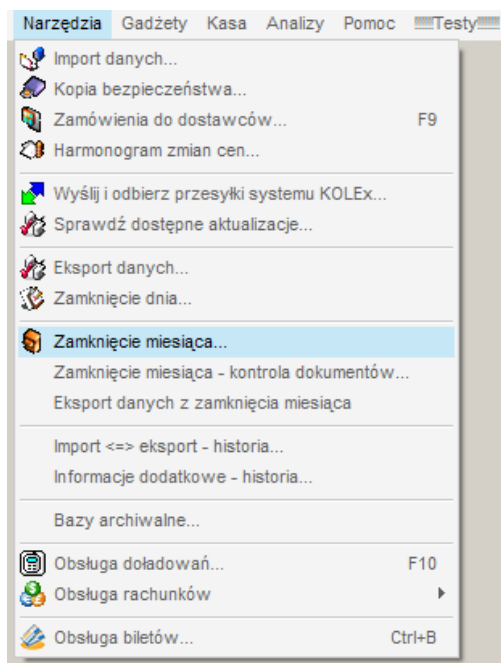 Narzędzia Gadżety Kasa Analizy Pomoc !!!!!!Testy!!!!!!
Import danych...
Kopia bezpieczeństwa...
Zamówienia do dostawców... F9
Harmonogram zmian cen...
Wyślij i odbierz przesyłki systemu KOLEx...
Sprawdź dostępne aktualizacje...
Eksport danych...
Zamknięcie dnia...
Zamknięcie miesiąca...
Zamknięcie miesiąca - kontrola dokumentów...
Eksport danych z zamknięcia miesiąca
Import <=> eksport - historia...
Informacje dodatkowe - historia...
Bazy archiwalne...
Obsługa doładowań... F10
Obsługa rachunków
Obsługa biletów... Ctrl+B